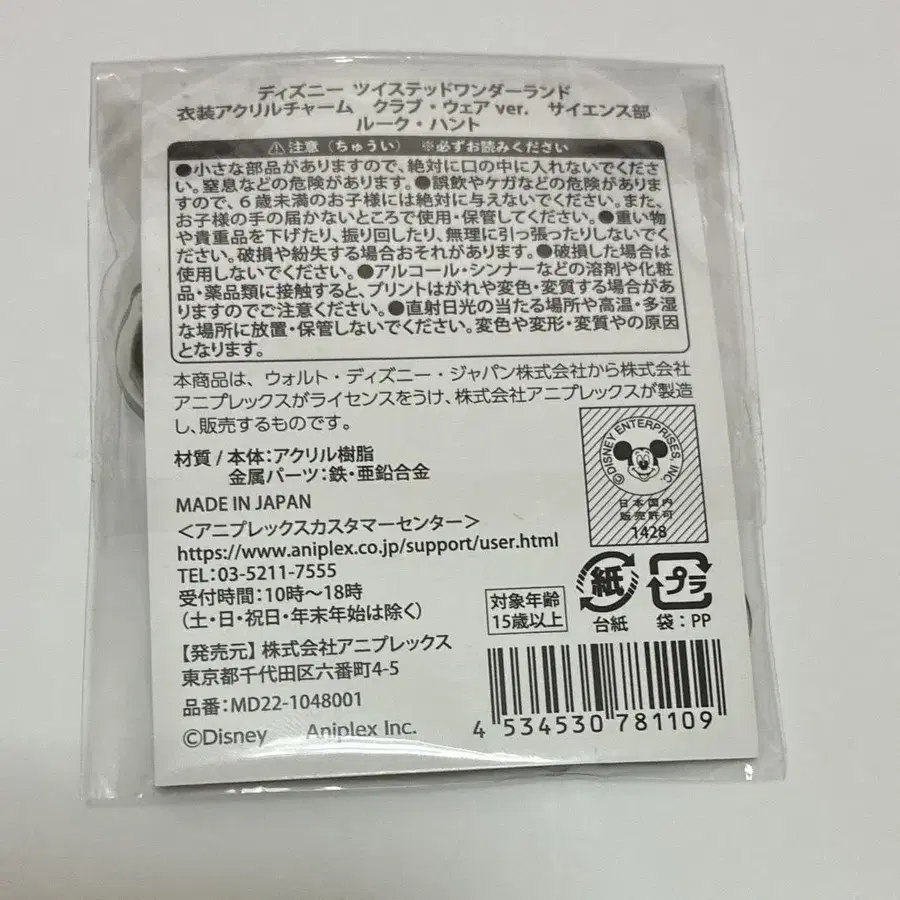 ディズニー ツイステッドワンダーランド
衣装アクリルチャーム クラブ・ウェア ver. サイエンス部
ルーク・ハント
⚠注意（ちゅうい） ※必ずお読みください
●小さな部品がありますので、絶対に口の中に入れないでくださ
い。窒息などの危険があります。●誤飲やケガなどの危険がありま
すので、6歳未満のお子様には絶対に与えないでください。また、
お子様の手の届かないところで使用・保管してください。●重い物
や貴重品を下げたり、振り回したり、無理に引っ張ったりしないでく
ださい。破損や紛失する場合おそれがあります。●破損した場合は
使用しないでください。●アルコール・シンナーなどの溶剤や化粧
品・薬品類に接触すると、プリントはがれや変色・変質する場合があ
りますのでご注意ください。●直射日光の当たる場所や高温・多湿
な場所に放置・保管しないでください。変色や変形・変質やの原因
となります。
本商品は、ウォルト・ディズニー・ジャパン株式会社から株式会社
アニプレックスがライセンスをうけ、株式会社アニプレックスが製造
し、販売するものです。
©DISNEY ENTERPRISES, INC.
日本国内
販売許可
1428
材質／本体：アクリル樹脂
金属パーツ：鉄・亜鉛合金
MADE IN JAPAN
＜アニプレックスカスタマーセンター＞
https://www.aniplex.co.jp/support/user.html
TEL：03-5211-7555
受付時間：10時～18時
（土・日・祝日・年末年始は除く）
対象年齢
15歳以上
紙
台紙
プラ
袋：PP
【発売元】株式会社アニプレックス
東京都千代田区六番町4-5
品番：MD22-1048001
©Disney Aniplex Inc.
4 534530 781109